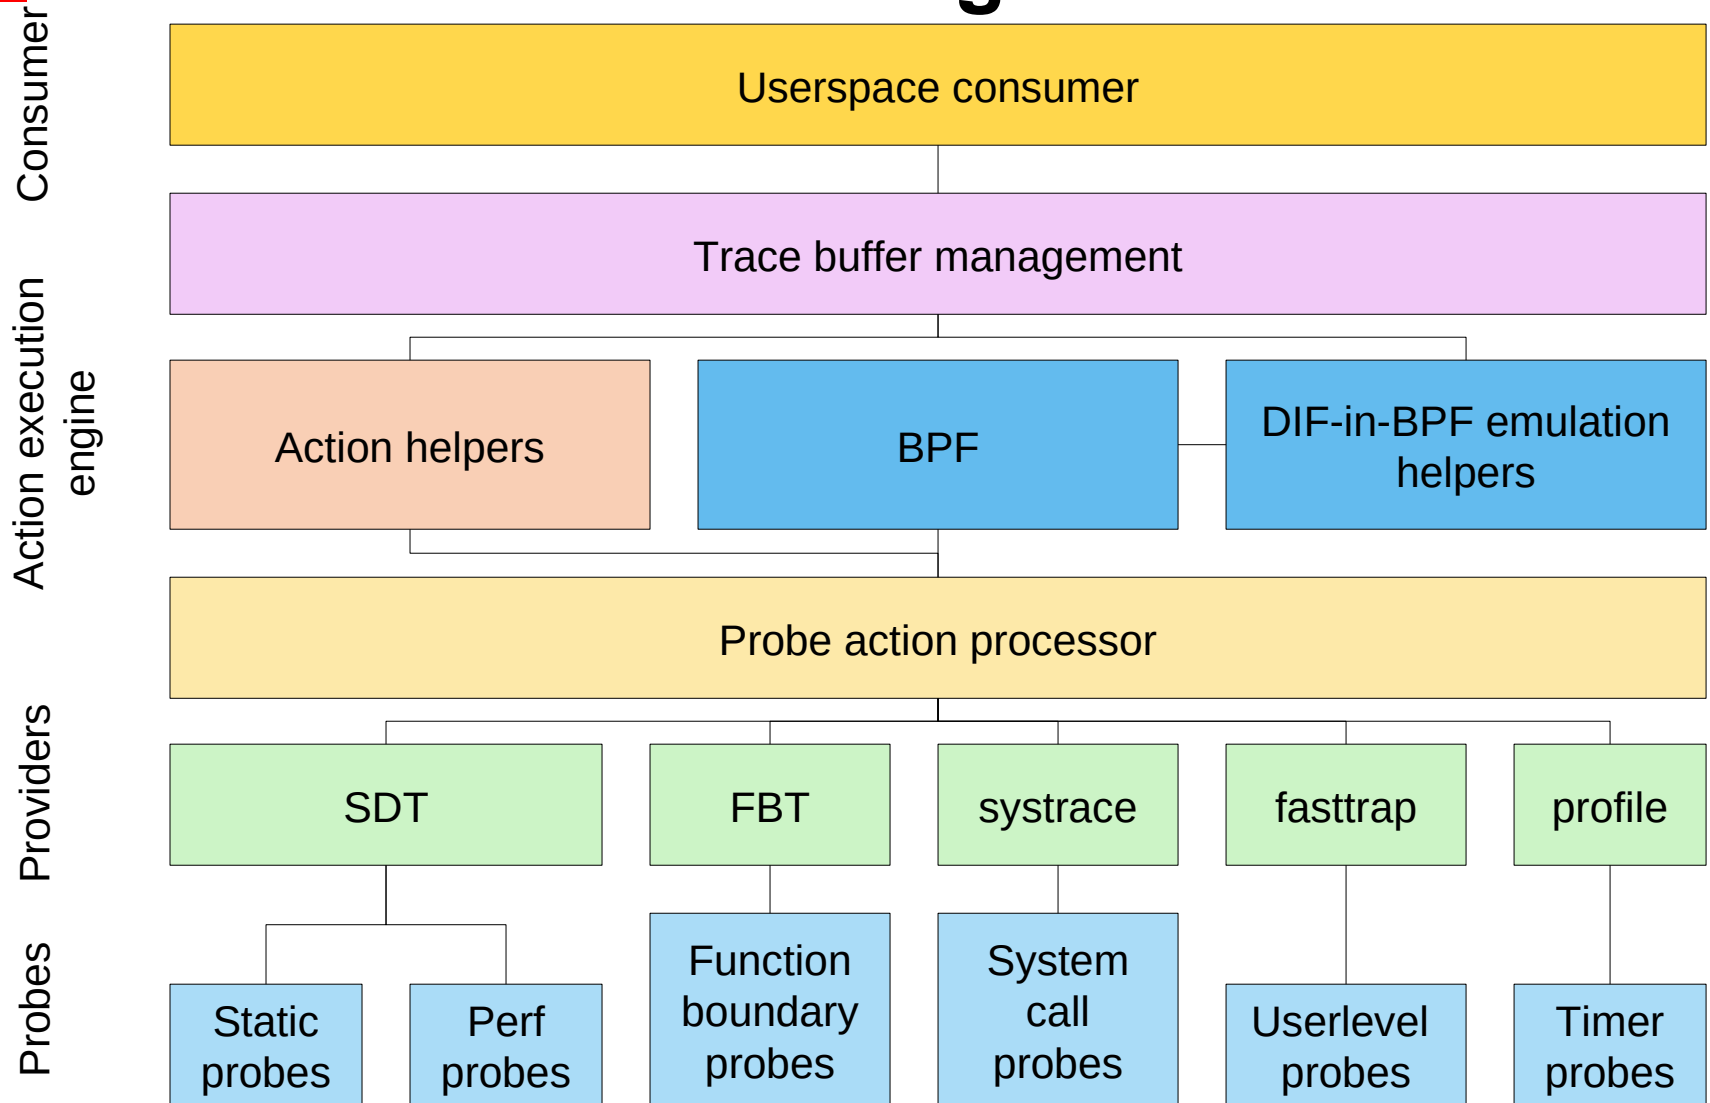 Consumer
Userspace consumer
Trace buffer management
Action execution
engine
Action helpers
BPF
DIF-in-BPF emulation
helpers
Probe action processor
Providers
SDT
FBT
systrace
fasttrap
profile
Probes
Static
probes
Perf
probes
Function
boundary
probes
System
call
probes
Userlevel
probes
Timer
probes